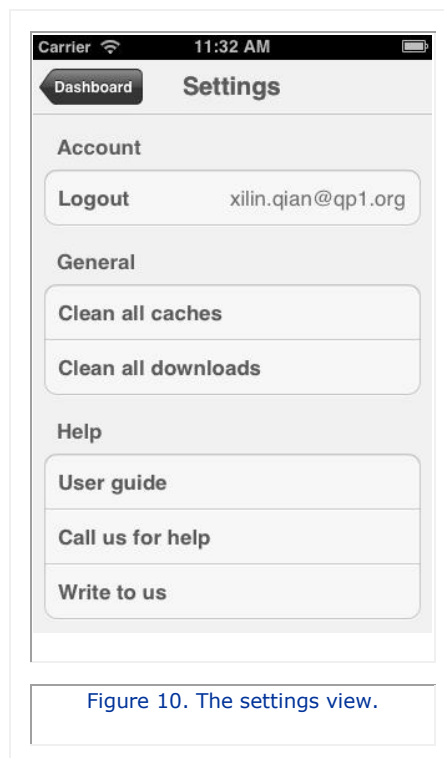 Carrier 11:32 AM
Dashboard Settings
Account
Logout xilin.qian@qp1.org
General
Clean all caches
Clean all downloads
Help
User guide
Call us for help
Write to us
Figure 10. The settings view.